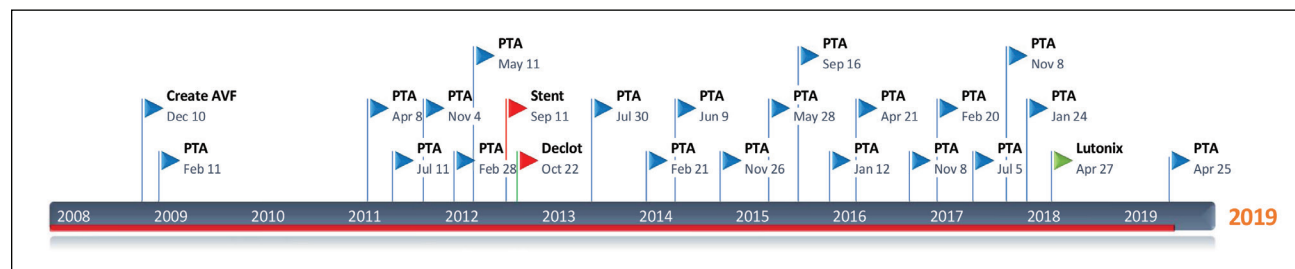 PTA
May 11
PTA
Sep 16
PTA
Nov 8
Create AVF
Dec 10
PTA
Apr 8
PTA
Nov 4
Stent
Sep 11
PTA
Jul 30
PTA
Jun 9
PTA
May 28
PTA
Apr 21
PTA
Feb 20
PTA
Jan 24
PTA
Feb 11
PTA
Jul 11
PTA
Feb 28
Declot
Oct 22
PTA
Feb 21
PTA
Nov 26
PTA
Jan 12
PTA
Nov 8
PTA
Jul 5
Lutonix
Apr 27
PTA
Apr 25
2008 2009 2010 2011 2012 2013 2014 2015 2016 2017 2018 2019 2019